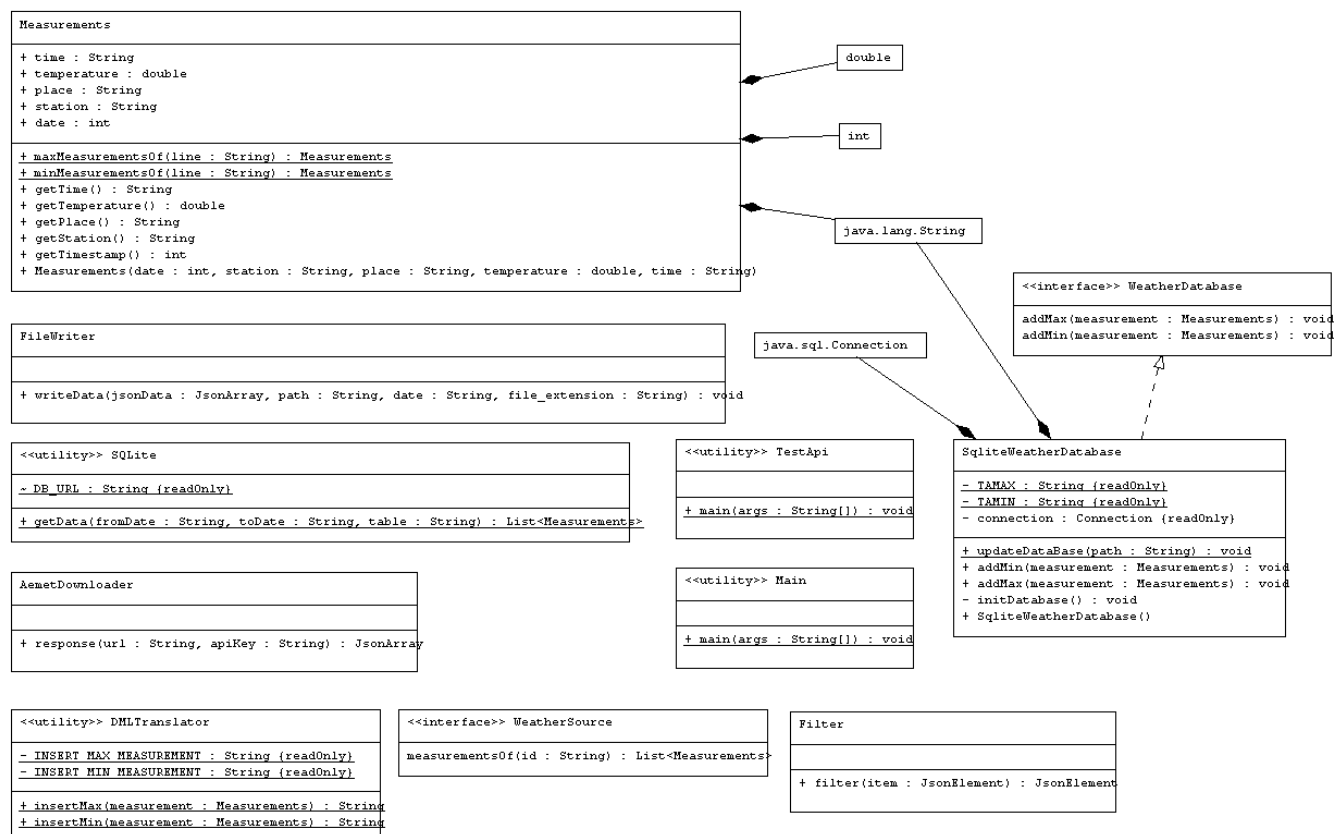 Measurements
+ time : String
+ temperature : double
+ place : String
+ station : String
+ date : int
+ maxMeasurementsOf(line : String) : Measurements
+ minMeasurementsOf(line : String) : Measurements
+ getTime() : String
+ getTemperature() : double
+ getPlace() : String
+ getStation() : String
+ getTimestamp() : int
+ Measurements(date : int, station : String, place : String, temperature : double, time : String)
double
int
java.lang.String
<<interface>> WeatherDatabase
addMax(measurement : Measurements) : void
addMin(measurement : Measurements) : void
FileWriter
+ writeData(jsonData : JsonArray, path : String, date : String, file_extension : String) : void
java.sql.Connection
<<utility>> SQLite
~ DB_URL : String {readOnly}
+ getData(fromDate : String, toDate : String, table : String) : List<Measurements>
<<utility>> TestApi
+ main(args : String[]) : void
SqliteWeatherDatabase
- TAMAX : String {readOnly}
- TAMIN : String {readOnly}
- connection : Connection {readOnly}
+ updateDataBase(path : String) : void
+ addMin(measurement : Measurements) : void
+ addMax(measurement : Measurements) : void
- initDatabase() : void
+ SqliteWeatherDatabase()
AemetDownloader
+ response(url : String, apiKey : String) : JsonArray
<<utility>> Main
+ main(args : String[]) : void
<<utility>> DMLTranslator
- INSERT_MAX_MEASUREMENT : String {readOnly}
- INSERT_MIN_MEASUREMENT : String {readOnly}
+ insertMax(measurement : Measurements) : String
+ insertMin(measurement : Measurements) : String
<<interface>> WeatherSource
measurementsOf(id : String) : List<Measurements>
Filter
+ filter(item : JsonElement) : JsonElement